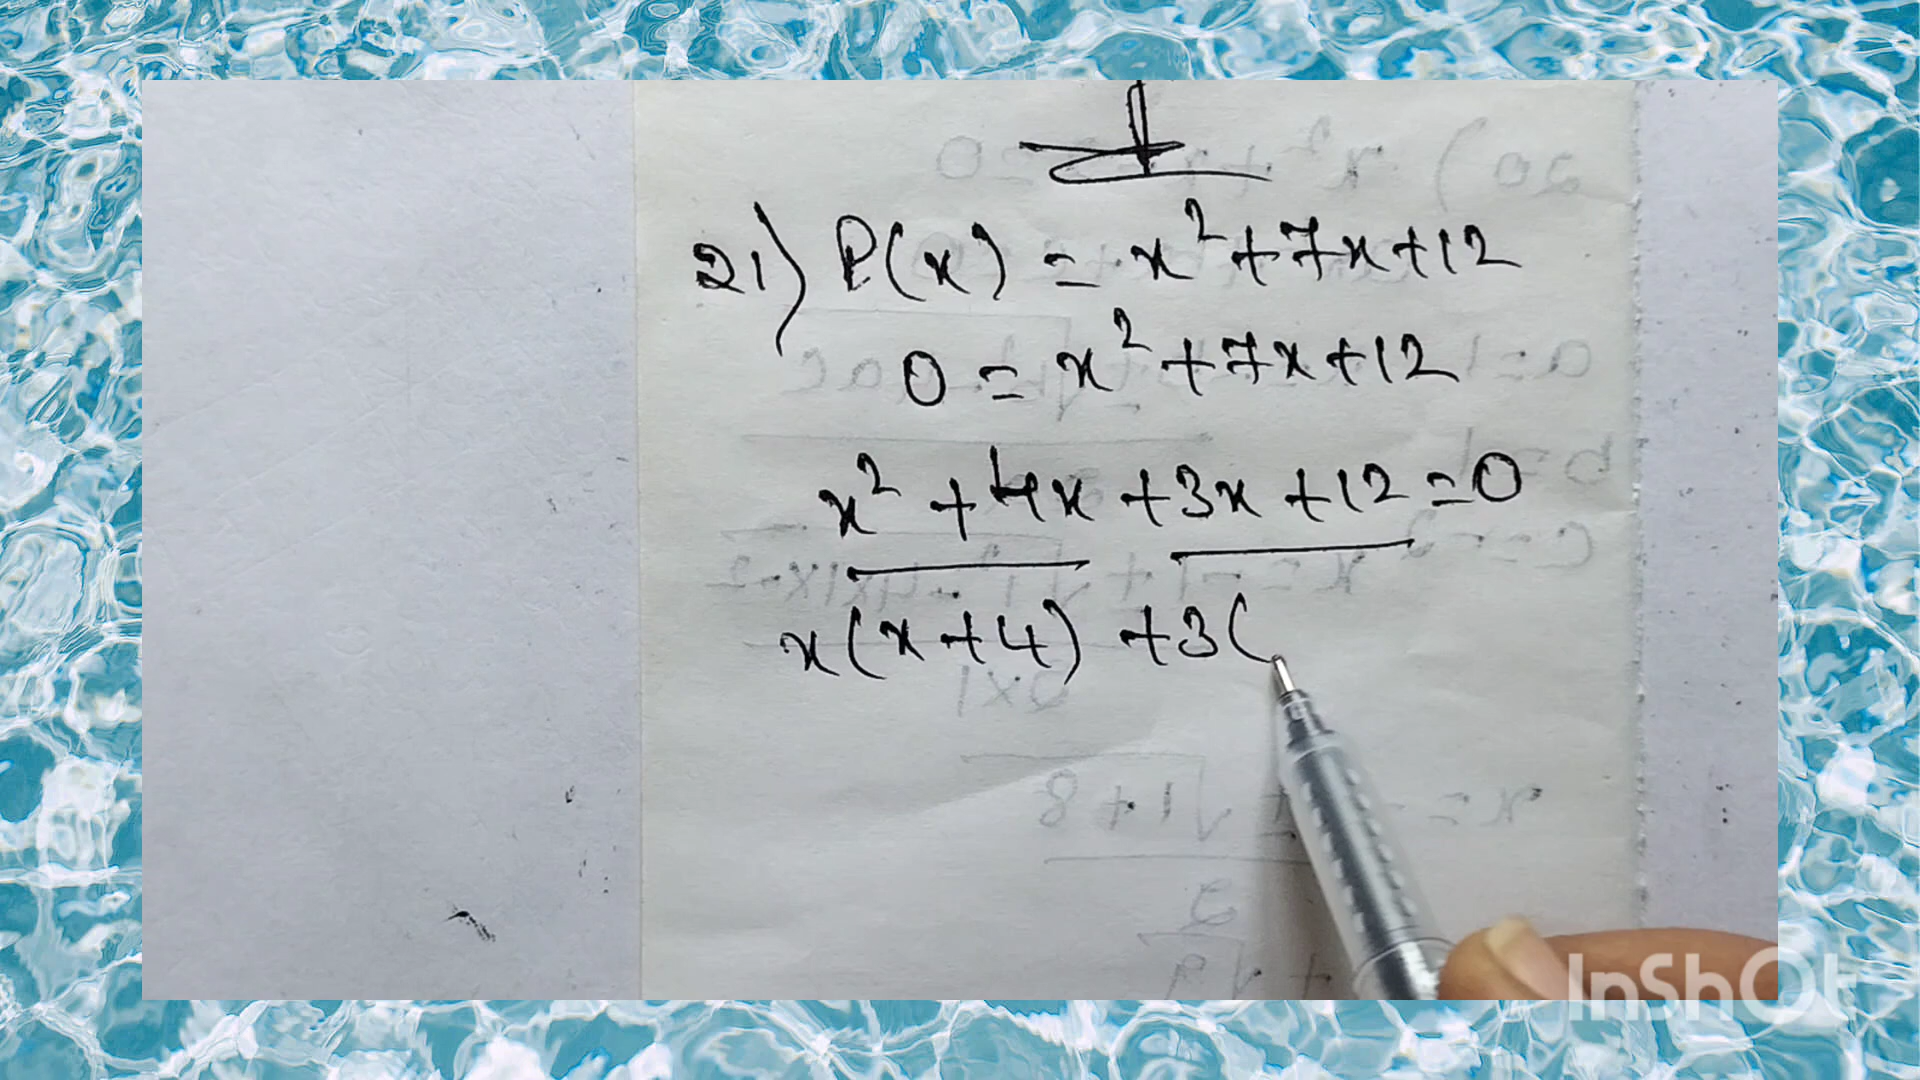 21) P(x) = x² + 7x + 12
0 = x² + 7x + 12
x² + 4x + 3x + 12 = 0
x(x + 4) + 3(
InShOt